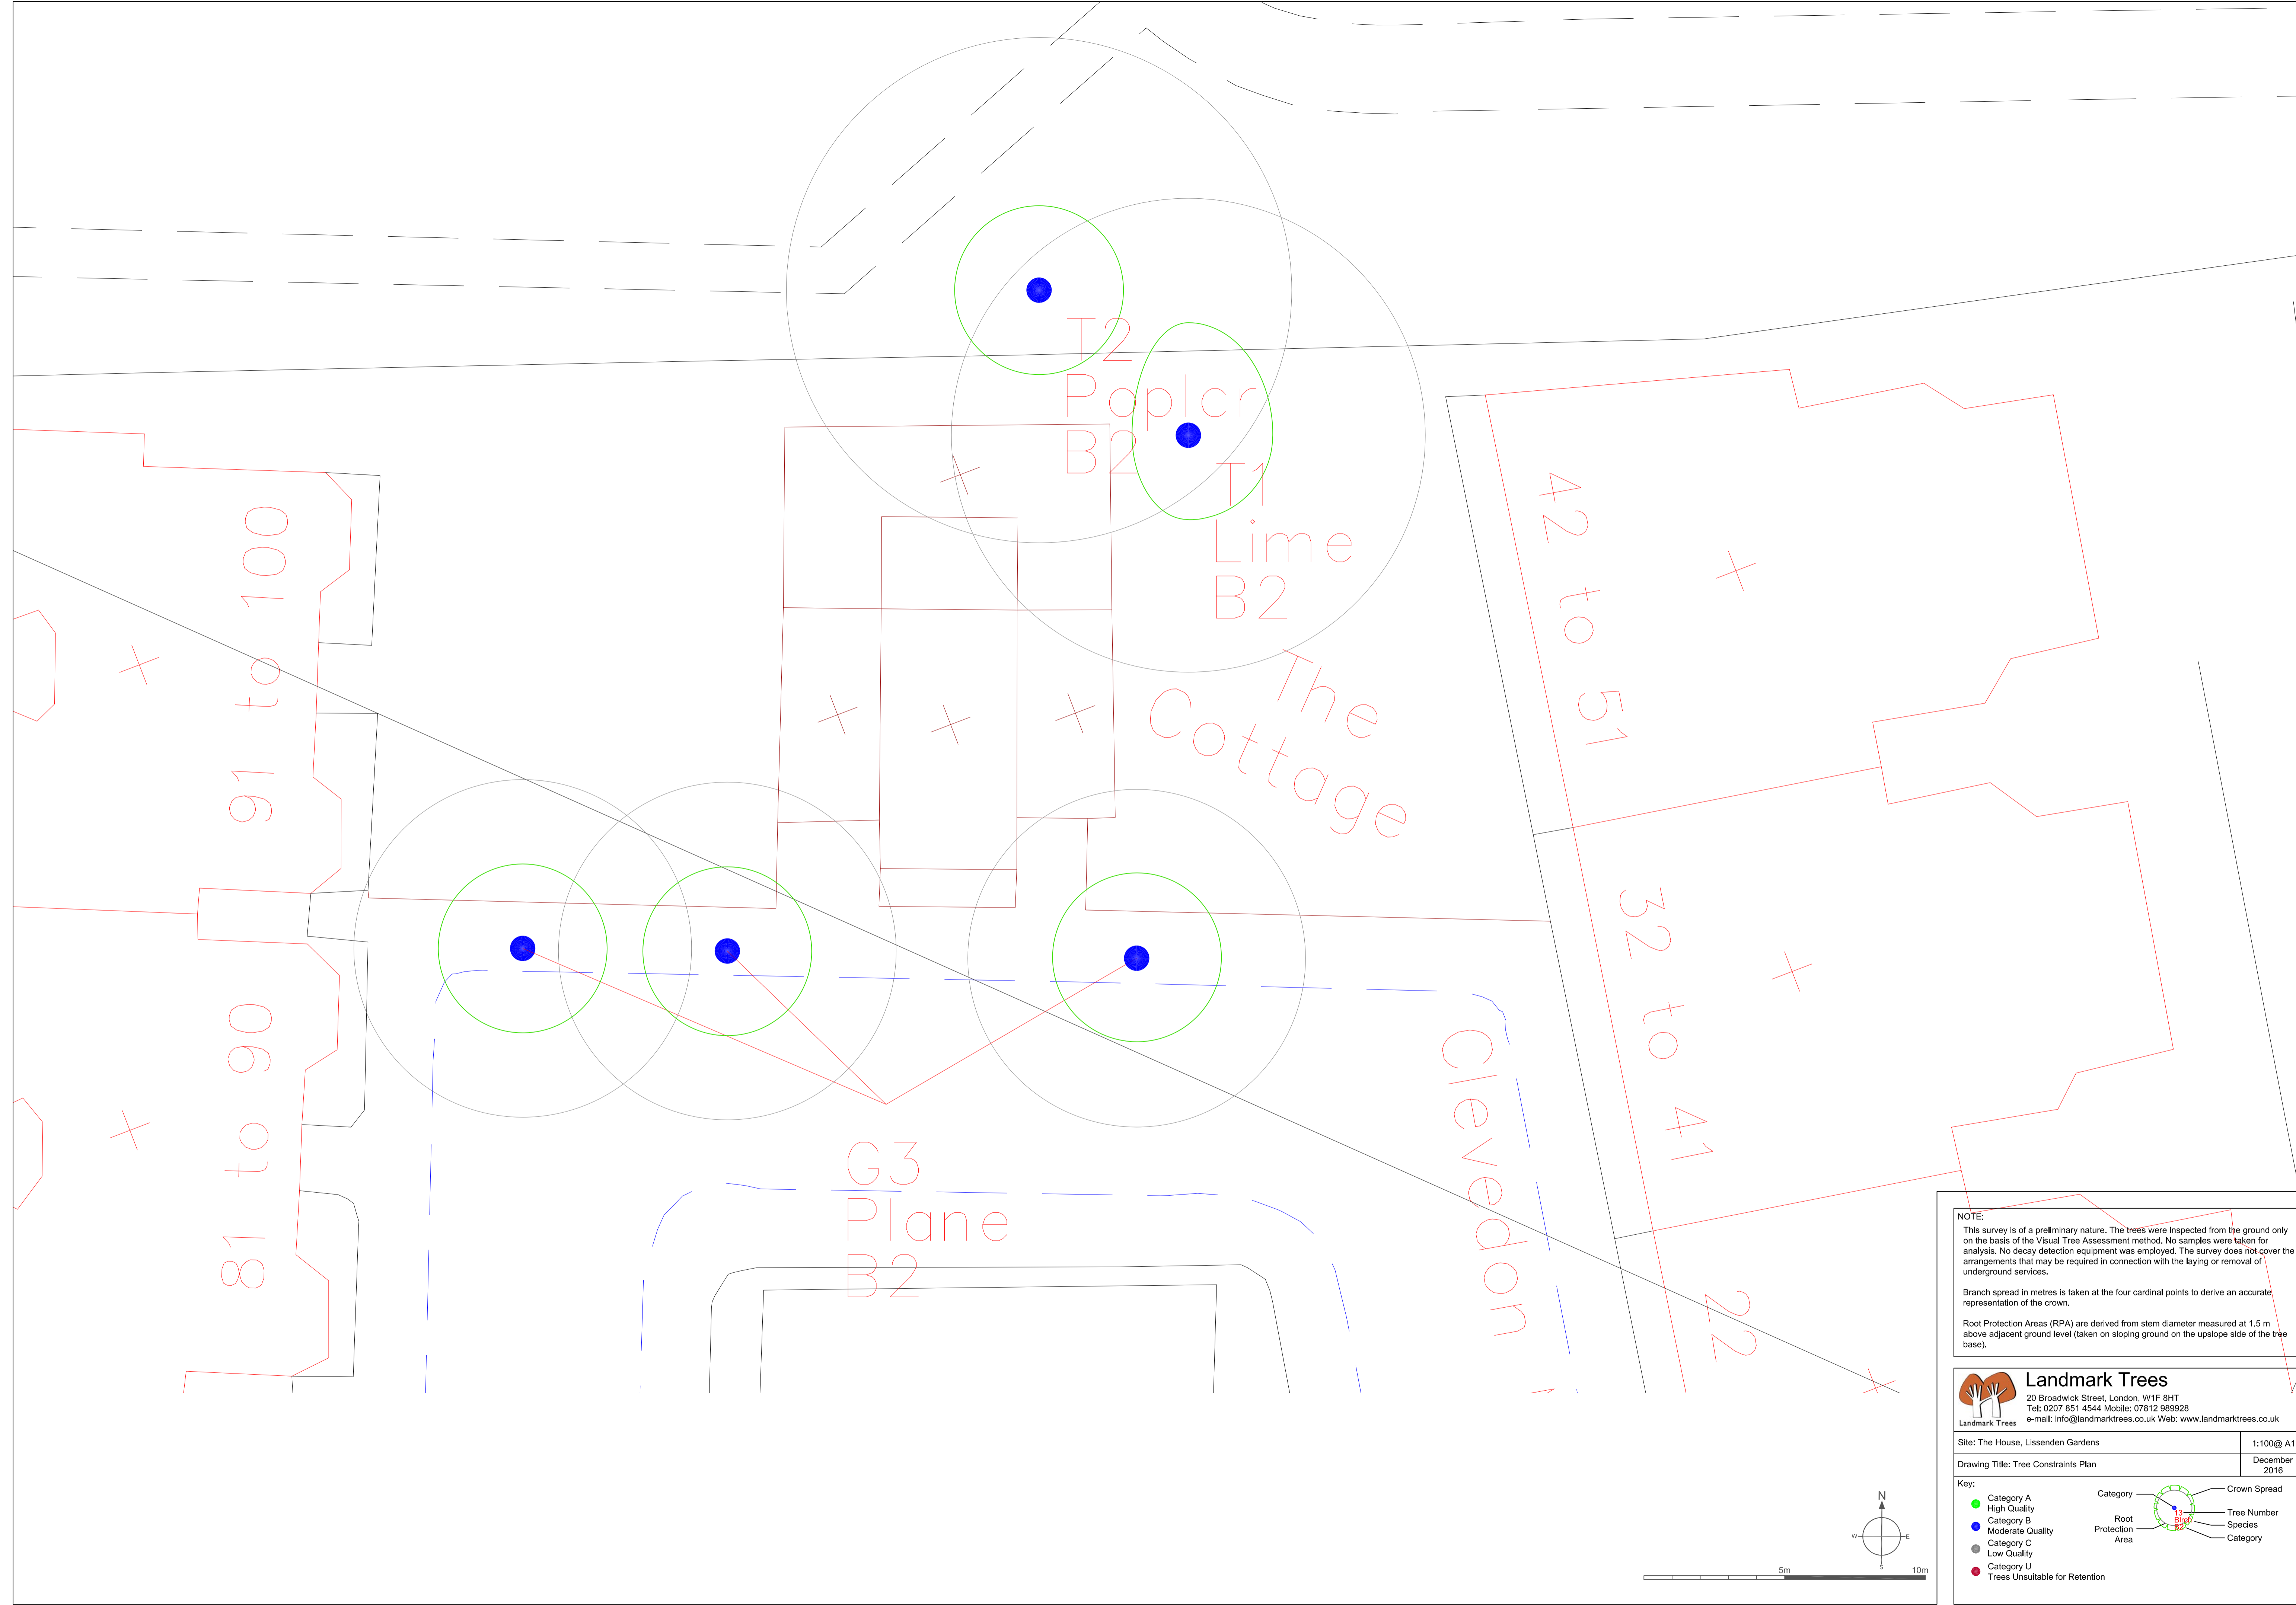 T2
Poplar
B2
T1
Lime
B2
The
Cottage
91 to 100
81 to 90
42 to 51
32 to 41
22
Clevedon
G3
Plane
B2
NOTE:
This survey is of a preliminary nature. The trees were inspected from the ground only
on the basis of the Visual Tree Assessment method. No samples were taken for
analysis. No decay detection equipment was employed. The survey does not cover the
arrangements that may be required in connection with the laying or removal of
underground services.
Branch spread in metres is taken at the four cardinal points to derive an accurate
representation of the crown.
Root Protection Areas (RPA) are derived from stem diameter measured at 1.5 m
above adjacent ground level (taken on sloping ground on the upslope side of the tree
base).
Landmark Trees
Landmark Trees
20 Broadwick Street, London, W1F 8HT
Tel: 0207 851 4544 Mobile: 07812 989928
e-mail: info@landmarktrees.co.uk Web: www.landmarktrees.co.uk
Site: The House, Lissenden Gardens
1:100@ A1
Drawing Title: Tree Constraints Plan
December
2016
Key:
Category A
High Quality
Category B
Moderate Quality
Category C
Low Quality
Category U
Trees Unsuitable for Retention
Category
Root
Protection
Area
13
Birch
B2
Crown Spread
Tree Number
Species
Category
N
W
E
S
5m
10m